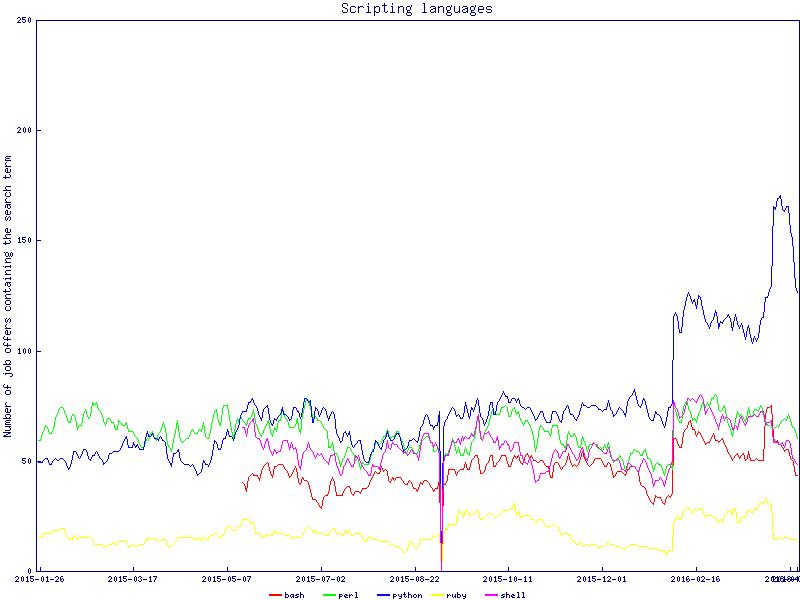 Scripting languages
250
200
150
100
50
0
Number of job offers containing the search term
2015-01-26 2015-03-17 2015-05-07 2015-07-02 2015-08-22 2015-10-11 2015-12-01 2016-02-16
bash perl python ruby shell